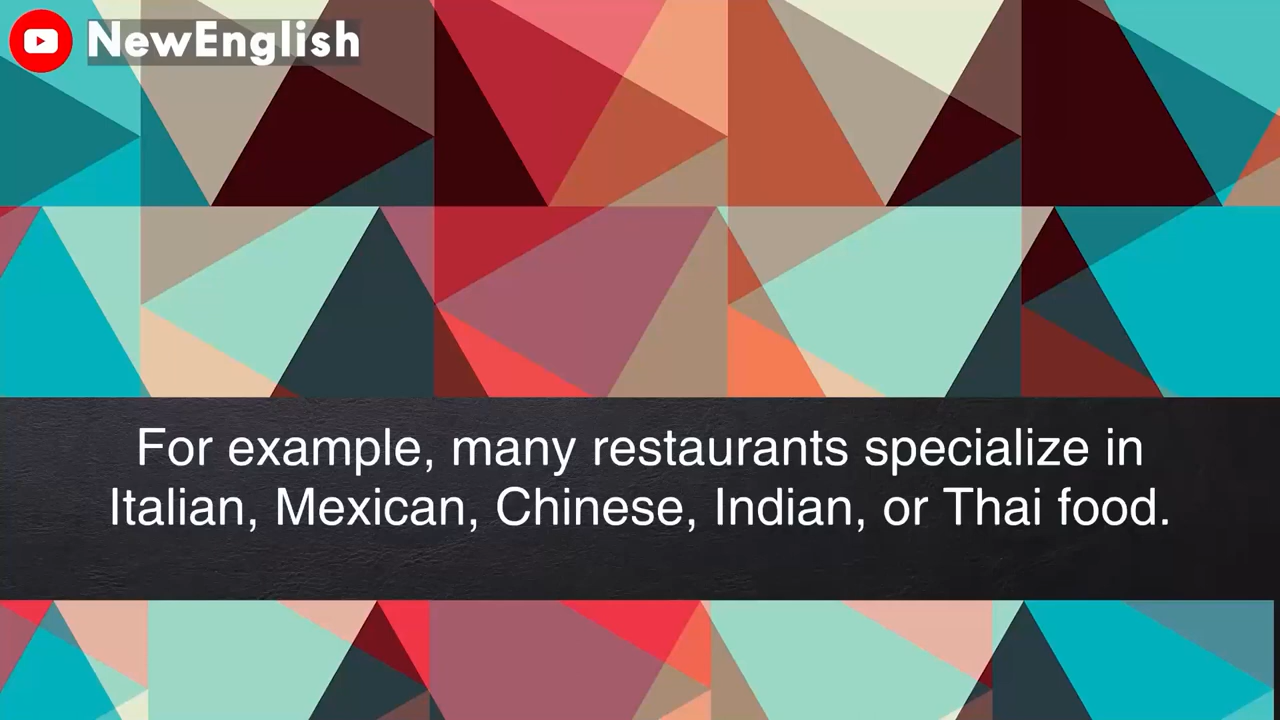 NewEnglish
For example, many restaurants specialize in
Italian, Mexican, Chinese, Indian, or Thai food.